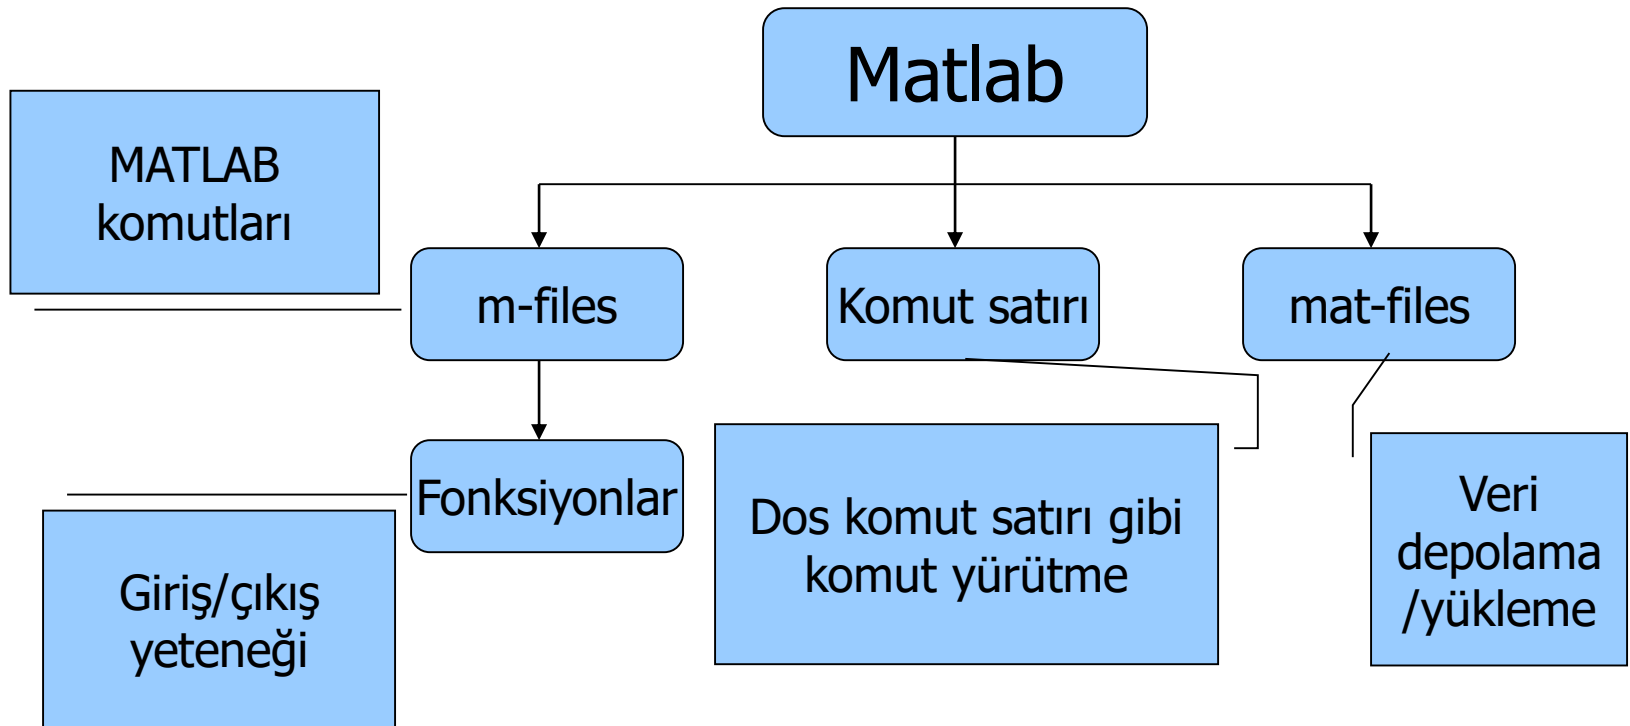 Matlab
MATLAB
komutları
m-files
Komut satırı
mat-files
Fonksiyonlar
Giriş/çıkış
yeteneği
Dos komut satırı gibi
komut yürütme
Veri
depolama
/yükleme